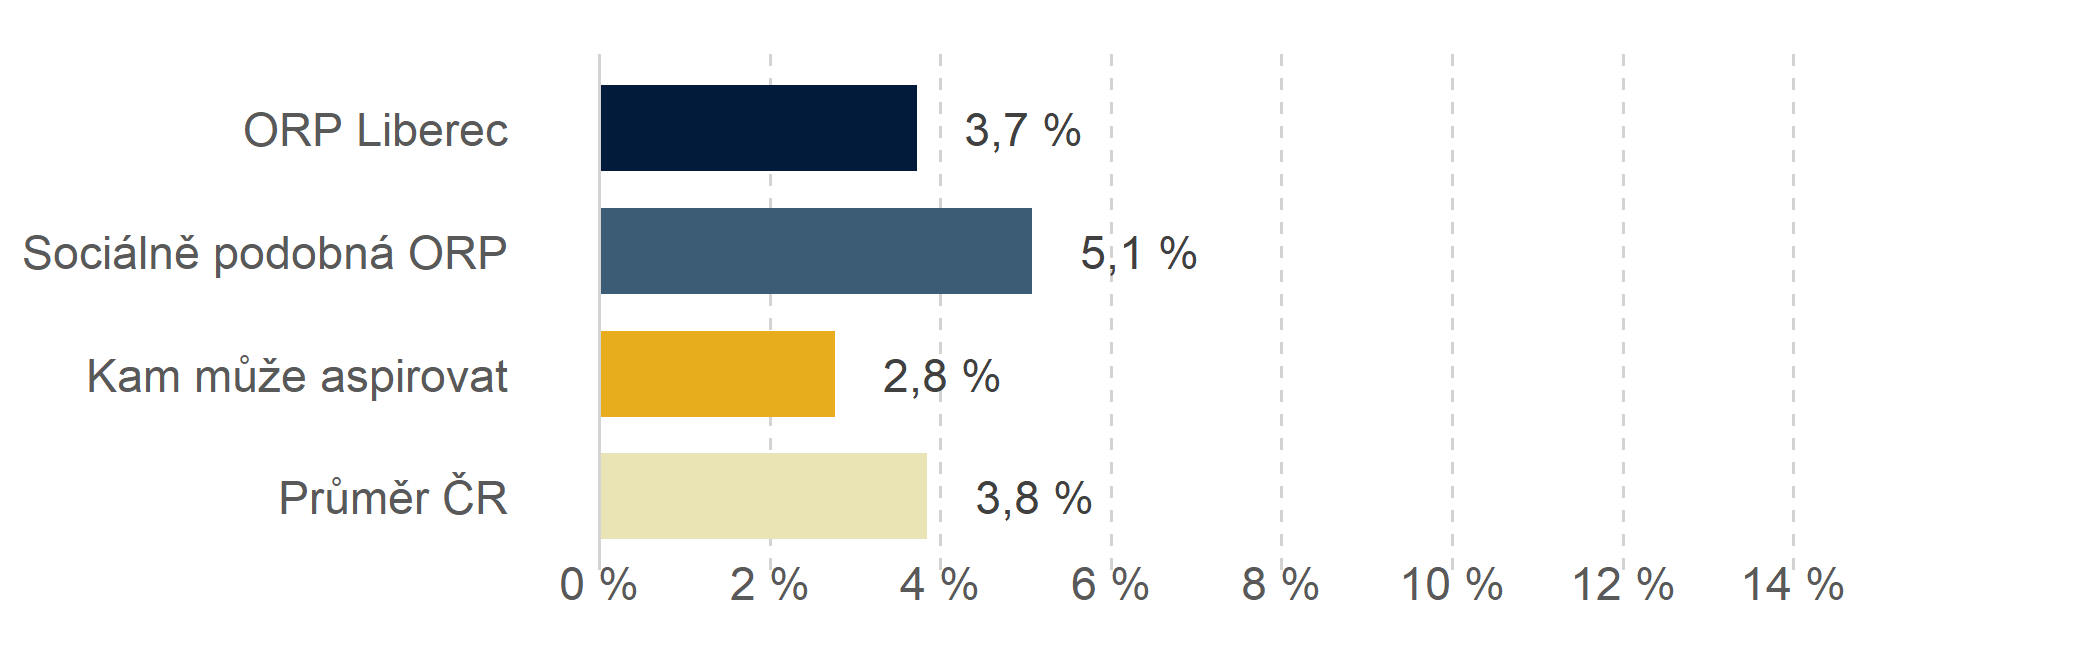 ORP Liberec 3,7 %
Sociálně podobná ORP 5,1 %
Kam může aspirovat 2,8 %
Průměr ČR 3,8 %
0 % 2 % 4 % 6 % 8 % 10 % 12 % 14 %